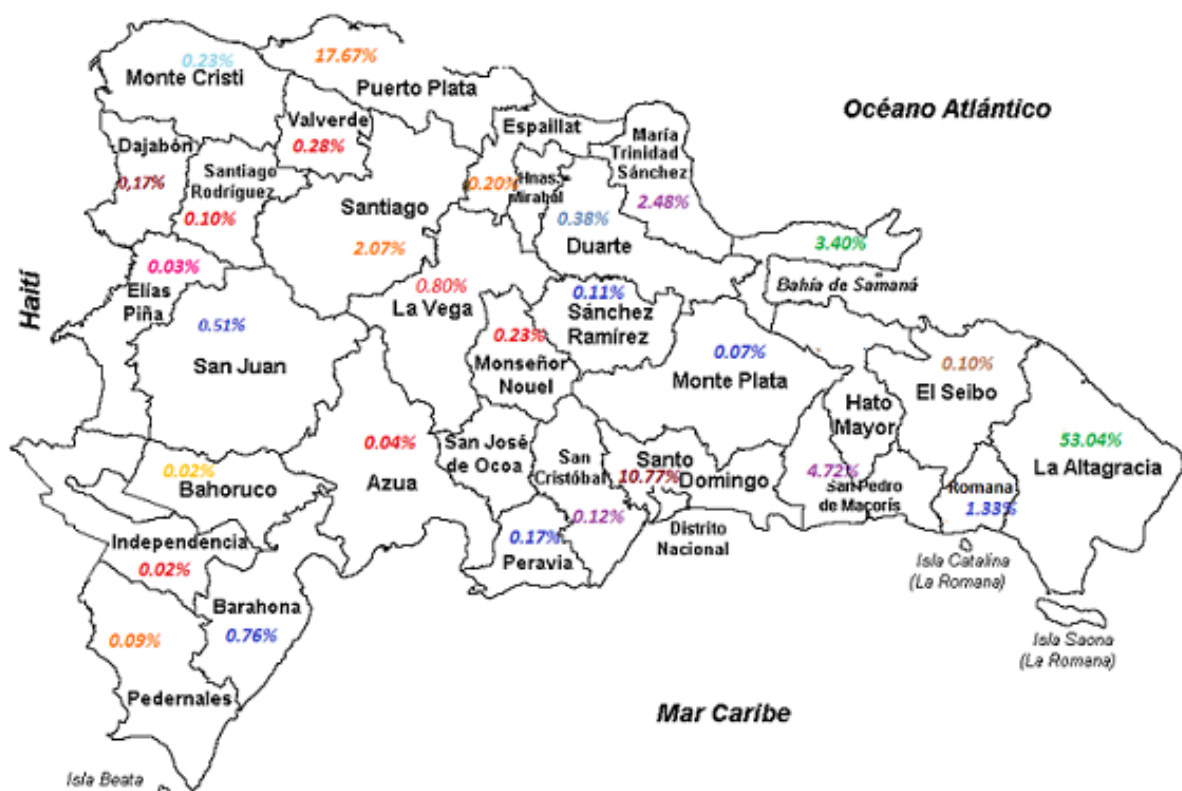 0.23%
Monte Cristi
17.67%
Puerto Plata
Océano Atlántico
Valverde
0.28%
Espaillat
María
Trinidad
Sánchez
2.48%
Dajabón
0,17%
Santiago
Rodríguez
0.10%
0.20%
Hnas.
Mirabal
Santiago
2.07%
0.38%
Duarte
3.40%
Bahía de Samaná
Haití
0.03%
Elías
Piña
0.80%
La Vega
0.11%
Sánchez
Ramírez
0.51%
San Juan
0.23%
Monseñor
Nouel
0.07%
Monte Plata
0.10%
El Seibo
Hato
Mayor
53.04%
La Altagracia
0.04%
Azua
San José
de Ocoa
San
Cristóbal
0.12%
Santo
Domingo
10.77%
4.72%
San Pedro
de Macorís
Romana
1.33%
0.02%
Bahoruco
Distrito
Nacional
0.17%
Peravia
Independencia
0.02%
Isla Catalina
(La Romana)
Barahona
0.76%
0.09%
Pedernales
Isla Saona
(La Romana)
Mar Caribe
Isla Beata